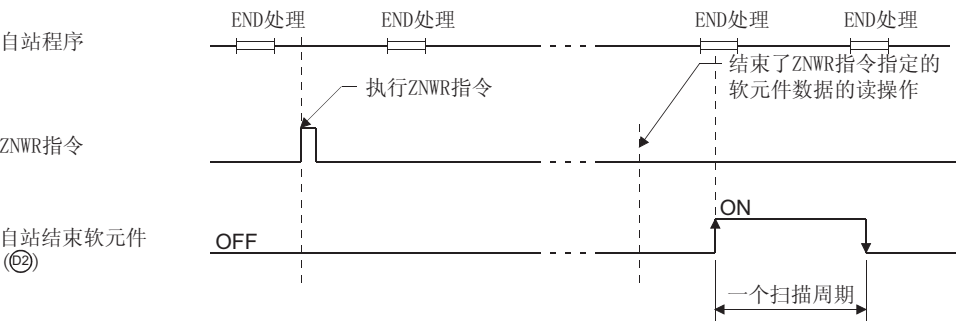 END处理 END处理 END处理 END处理
自站程序
结束了ZNWR指令指定的
软元件数据的读操作
执行ZNWR指令
ZNWR指令
ON
自站结束软元件
(D2)
OFF
一个扫描周期